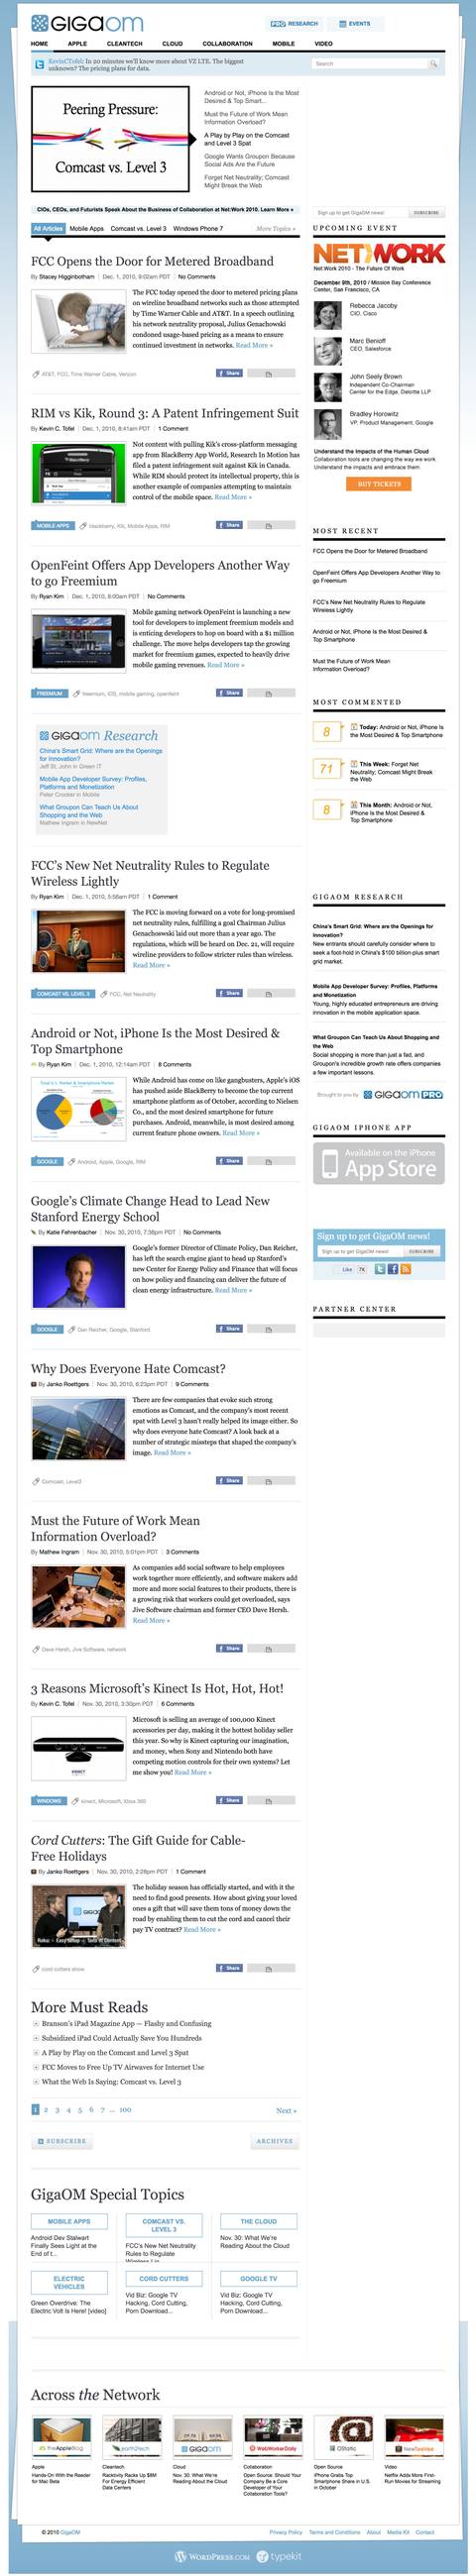 GIGAOM
PRO RESEARCH
EVENTS
HOME APPLE CLEANTECH CLOUD COLLABORATION MOBILE VIDEO
KevinCTofel: In 20 minutes we'll know more about VZ LTE. The biggest
unknown? The pricing plans for data.
Search
Peering Pressure:
Comcast vs. Level 3
Android or Not, iPhone Is the Most
Desired & Top Smart...
Must the Future of Work Mean
Information Overload?
A Play by Play on the Comcast
and Level 3 Spat
Google Wants Groupon Because
Social Ads Are the Future
Forget Net Neutrality; Comcast
Might Break the Web
CIOs, CEOs, and Futurists Speak About the Business of Collaboration at Net:Work 2010. Learn More »
All Articles Mobile Apps Comcast vs. Level 3 Windows Phone 7 More Topics »
FCC Opens the Door for Metered Broadband
By Stacey Higginbotham | Dec. 1, 2010, 9:02am PDT | No Comments
The FCC today opened the door to metered pricing plans
on wireline broadband networks such as those attempted
by Time Warner Cable and AT&T. In a speech outlining
his network neutrality proposal, Julius Genachowski
condoned usage-based pricing as a means to ensure
continued investment in networks. Read More »
AT&T, FCC, Time Warner Cable, Verizon
Share
RIM vs Kik, Round 3: A Patent Infringement Suit
By Kevin C. Tofel | Dec. 1, 2010, 8:41am PDT | 1 Comment
Not content with pulling Kik's cross-platform messaging
app from BlackBerry App World, Research In Motion has
filed a patent infringement suit against Kik in Canada.
While RIM should protect its intellectual property, this is
another example of companies attempting to maintain
control of the mobile space. Read More »
MOBILE APPS
blackberry, Kik, Mobile Apps, RIM
Share
OpenFeint Offers App Developers Another Way
to go Freemium
By Ryan Kim | Dec. 1, 2010, 8:00am PDT | No Comments
Mobile gaming network OpenFeint is launching a new
tool for developers to implement freemium models and
is enticing developers to hop on board with a $1 million
challenge. The move helps developers tap the growing
market for freemium games, expected to heavily drive
mobile gaming revenues. Read More »
FREEMIUM
freemium, iOS, mobile gaming, openfeint
Share
GIGAOM Research
China's Smart Grid: Where are the Openings
for Innovation?
Jeff St. John in Green IT
Mobile App Developer Survey: Profiles,
Platforms and Monetization
Peter Crocker in Mobile
What Groupon Can Teach Us About
Shopping and the Web
Mathew Ingram in NewNet
FCC's New Net Neutrality Rules to Regulate
Wireless Lightly
By Ryan Kim | Dec. 1, 2010, 5:58am PDT | 1 Comment
The FCC is moving forward on a vote for long-promised
net neutrality rules, fulfilling a goal Chairman Julius
Genachowski laid out more than a year ago. The
regulations, which will be heard on Dec. 21, will require
wireline providers to follow stricter rules than wireless.
Read More »
COMCAST VS. LEVEL 3
FCC, Net Neutrality
Share
Android or Not, iPhone Is the Most Desired &
Top Smartphone
By Ryan Kim | Dec. 1, 2010, 12:14am PDT | 8 Comments
While Android has come on like gangbusters, Apple's iOS
has pushed aside BlackBerry to become the top current
smartphone platform as of October, according to Nielsen
Co., and the most desired smartphone for future
purchases. Android, meanwhile, is most desired among
current feature phone owners. Read More »
GOOGLE
Android, Apple, Google, RIM
Share
Google's Climate Change Head to Lead New
Stanford Energy School
By Katie Fehrenbacher | Nov. 30, 2010, 7:38pm PDT | No Comments
Google's former Director of Climate Policy, Dan Reicher,
has left the search engine giant to head up Stanford's
new Center for Energy Policy and Finance that will focus
on how policy and financing can deliver the future of
clean energy infrastructure. Read More »
GOOGLE
Dan Reicher, Google, Stanford
Share
Why Does Everyone Hate Comcast?
By Janko Roettgers | Nov. 30, 2010, 6:23pm PDT | 9 Comments
There are few companies that evoke such strong
emotions as Comcast, and the company's most recent
spat with Level 3 hasn't really helped its image either. So
why does everyone hate Comcast? A look back at a
number of strategic missteps that shaped the company's
image. Read More »
Comcast, Level3
Share
Must the Future of Work Mean
Information Overload?
By Mathew Ingram | Nov. 30, 2010, 5:01pm PDT | 3 Comments
As companies add social software to help employees
work together more efficiently, and software makers add
more and more social features to their products, there is
a growing risk that workers could get overloaded, says
Jive Software chairman and former CEO Dave Hersh.
Read More »
Dave Hersh, Jive Software, network
Share
3 Reasons Microsoft's Kinect Is Hot, Hot, Hot!
By Kevin C. Tofel | Nov. 30, 2010, 3:30pm PDT | 6 Comments
Microsoft is selling an average of 100,000 Kinect
accessories per day, making it the hottest holiday seller
this year. So why is Kinect capturing our imagination,
and money, when Sony and Nintendo both have
competing motion controls for their own systems? Let
me show you! Read More »
WINDOWS
kinect, Microsoft, Xbox 360
Share
Cord Cutters: The Gift Guide for Cable-
Free Holidays
By Janko Roettgers | Nov. 30, 2010, 2:28pm PDT | 1 Comment
The holiday season has officially started, and with it the
need to find good presents. How about giving your loved
ones a gift that will save them tons of money down the
road by enabling them to cut the cord and cancel their
pay TV contract? Read More »
cord cutters show
Share
More Must Reads
Branson's iPad Magazine App — Flashy and Confusing
Subsidized iPad Could Actually Save You Hundreds
A Play by Play on the Comcast and Level 3 Spat
FCC Moves to Free Up TV Airwaves for Internet Use
What the Web Is Saying: Comcast vs. Level 3
1 2 3 4 5 6 7 ... 100 Next »
SUBSCRIBE
ARCHIVES
GigaOM Special Topics
MOBILE APPS
Android Dev Stalwart
Finally Sees Light at the
End of t...
COMCAST VS.
LEVEL 3
FCC's New Net Neutrality
Rules to Regulate
THE CLOUD
Nov. 30: What We're
Reading About the Cloud
ELECTRIC
VEHICLES
Green Overdrive: The
Electric Volt Is Here! [video]
CORD CUTTERS
Vid Biz: Google TV
Hacking, Cord Cutting,
Porn Download...
GOOGLE TV
Vid Biz: Google TV
Hacking, Cord Cutting,
Porn Download...
Sign up to get GigaOM news! SUBSCRIBE
UPCOMING EVENT
NET:WORK
Net:Work 2010 - The Future Of Work
December 9th, 2010 / Mission Bay Conference
Center, San Francisco, CA
Rebecca Jacoby
CIO, Cisco
Marc Benioff
CEO, Salesforce
John Seely Brown
Independent Co-Chairman
Center for the Edge, Deloitte LLP
Bradley Horowitz
VP, Product Management, Google
Understand the Impacts of the Human Cloud
Collaboration tools are changing the way we work.
Understand the impacts and embrace them.
BUY TICKETS
MOST RECENT
FCC Opens the Door for Metered Broadband
OpenFeint Offers App Developers Another Way to
go Freemium
FCC's New Net Neutrality Rules to Regulate
Wireless Lightly
Android or Not, iPhone Is the Most Desired &
Top Smartphone
Must the Future of Work Mean
Information Overload?
MOST COMMENTED
8
Today: Android or Not, iPhone Is
the Most Desired & Top Smartphone
71
This Week: Forget Net
Neutrality; Comcast Might Break
the Web
8
This Month: Android or Not,
iPhone Is the Most Desired &
Top Smartphone
GIGAOM RESEARCH
China's Smart Grid: Where are the Openings for
Innovation?
New entrants should carefully consider where to
seek a foot-hold in China's $100 billion-plus smart
grid market.
Mobile App Developer Survey: Profiles, Platforms
and Monetization
Young, highly educated entrepreneurs are driving
innovation in the mobile application space.
What Groupon Can Teach Us About Shopping and
the Web
Social shopping is more than just a fad, and
Groupon's incredible growth rate offers companies
a few important lessons.
Brought to you by GIGAOM PRO
GIGAOM IPHONE APP
Available on the iPhone
App Store
Sign up to get GigaOM news!
Sign up to get GigaOM news! SUBSCRIBE
Like 7K
PARTNER CENTER
Across the Network
theAppleBlog
earth2tech
GIGAOM
WebWorkerDaily
OStatic
NewTeeVee
Apple
Hands-On With the Reeder
for Mac Beta
Cleantech
Racktivity Racks Up $8M
For Energy Efficient
Data Centers
Cloud
Nov. 30: What We're
Reading About the Cloud
Collaboration
Open Source: Should Your
Company Be a Core
Developer of Your
Collaboration Tools?
Open Source
iPhone Grabs Top
Smartphone Share in U.S.
in October
Video
Netflix Adds More First-
Run Movies for Streaming
© 2010 GigaOM
Privacy Policy Terms and Conditions About Media Kit Contact
WORDPRESS.COM
typekit